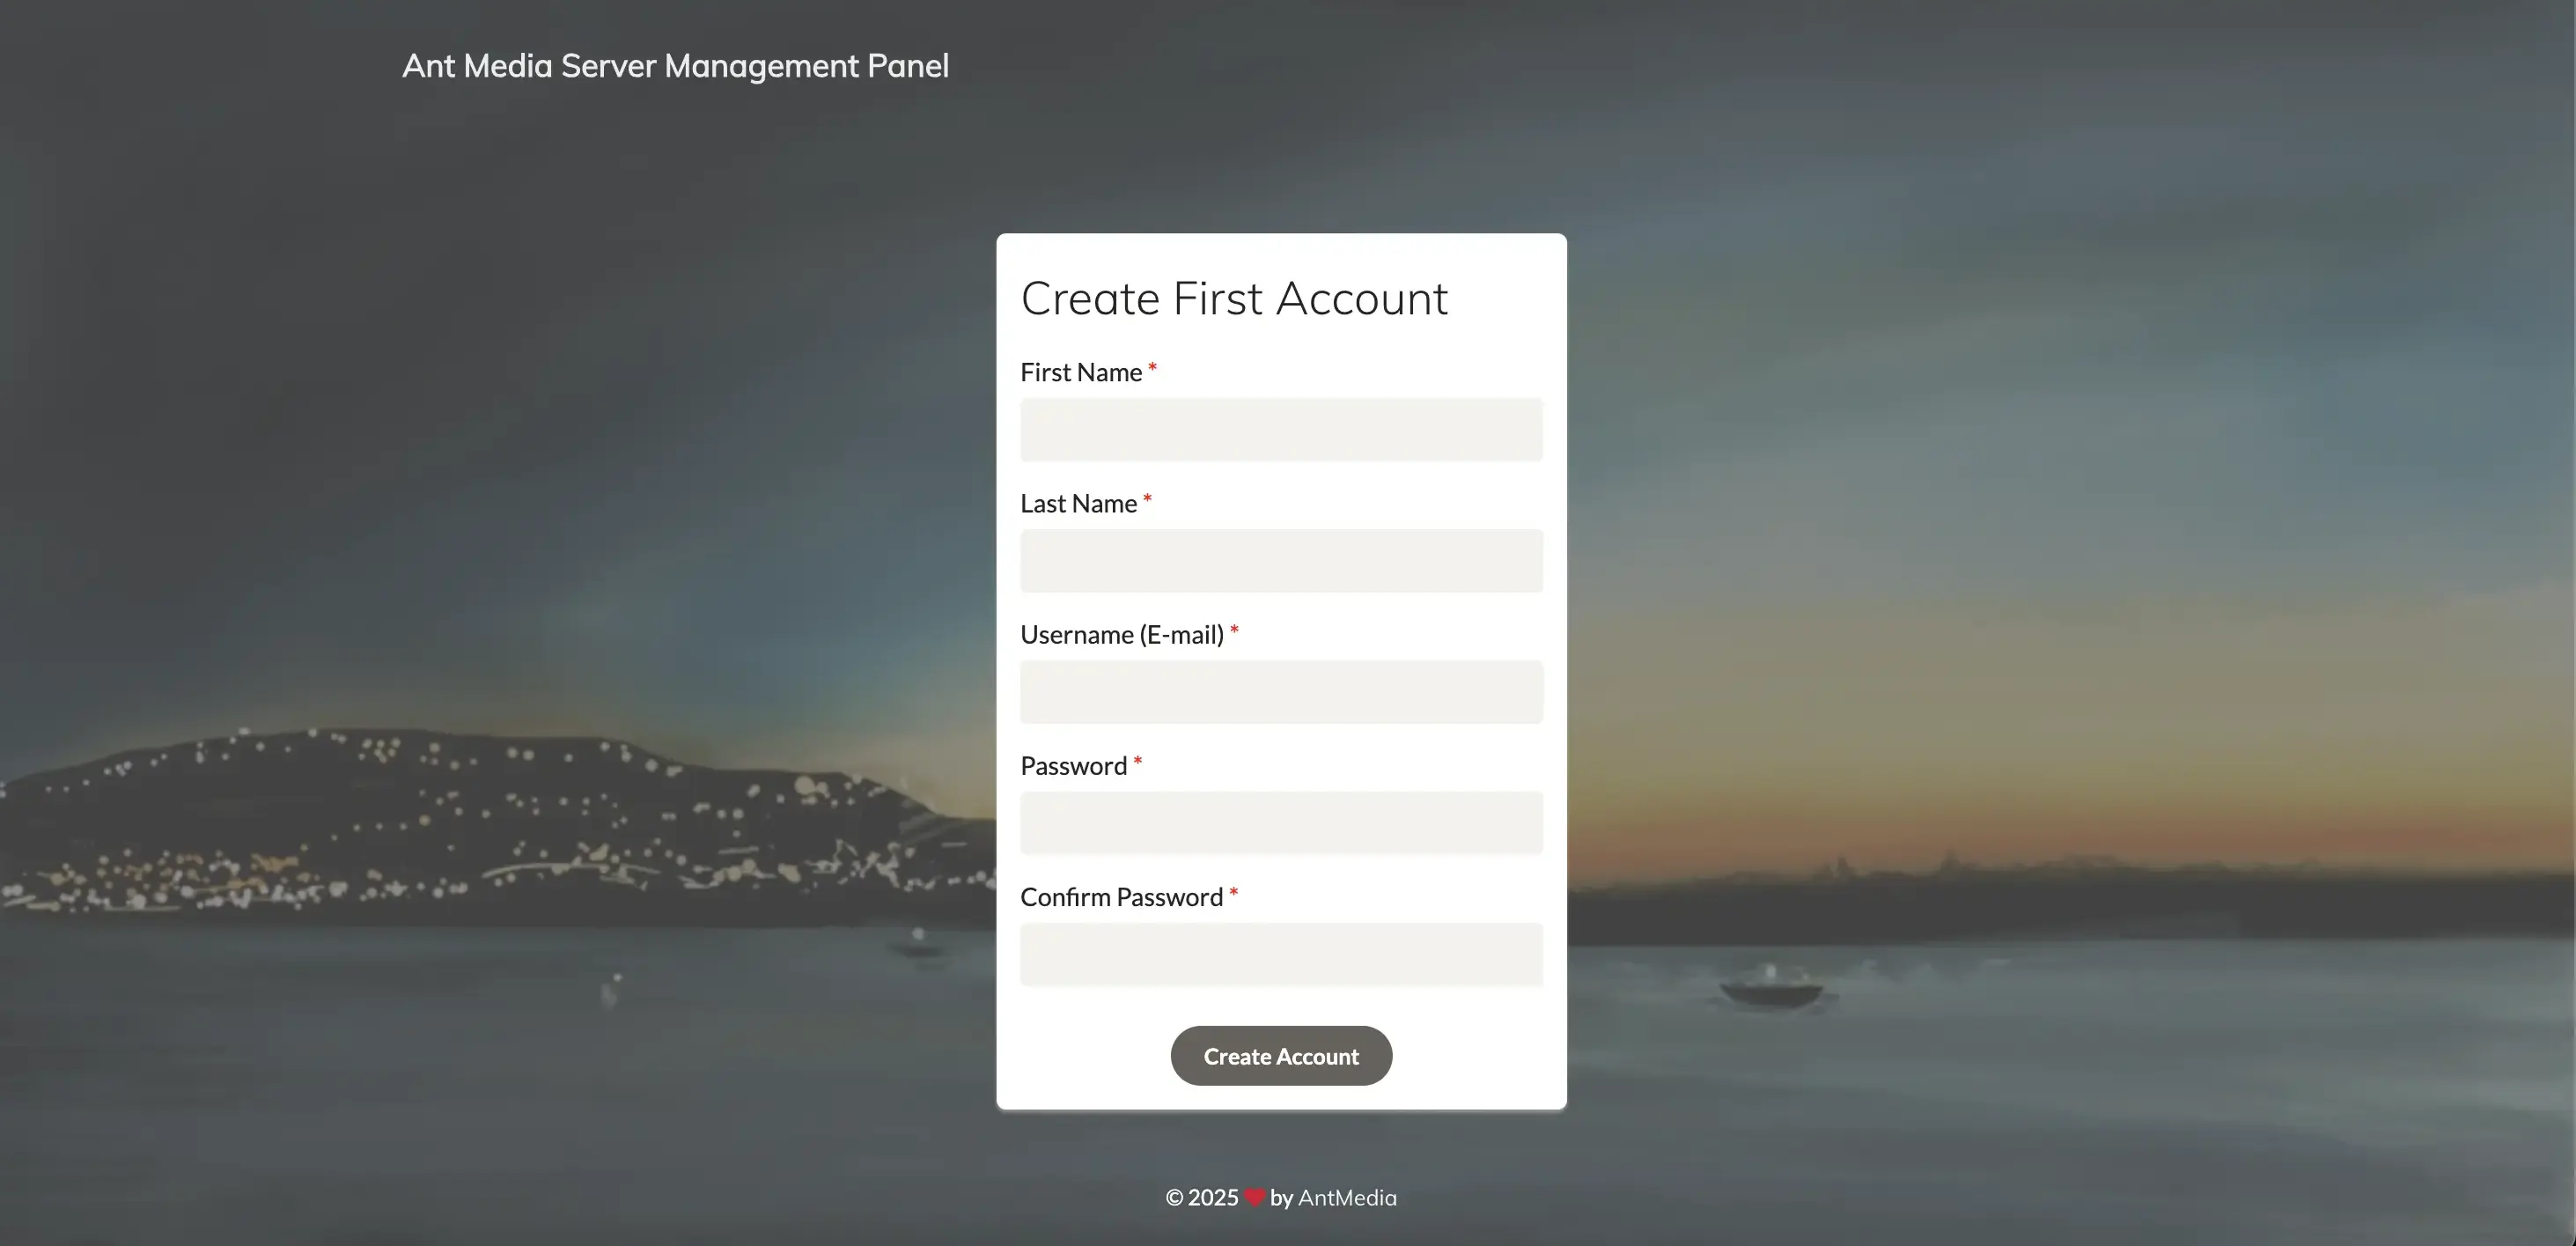 Ant Media Server Management Panel
Create First Account
First Name *
Last Name *
Username (E-mail) *
Password *
Confirm Password *
Create Account
© 2025 ❤ by AntMedia